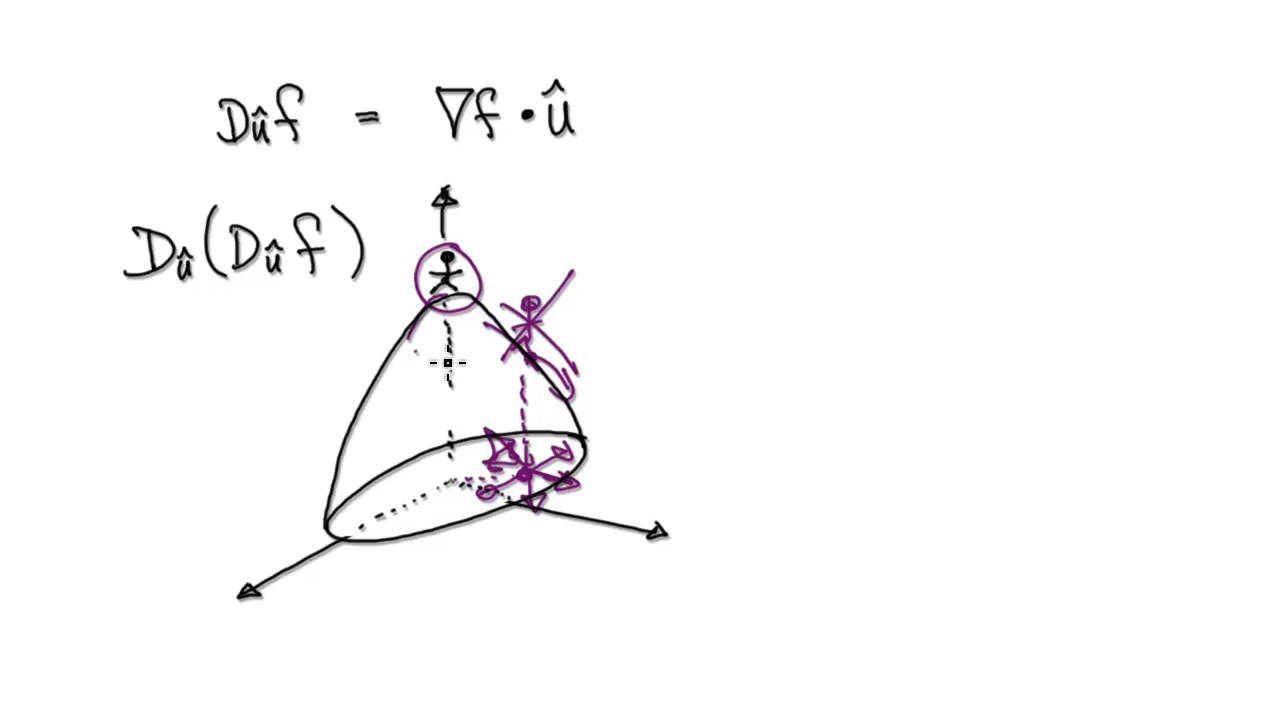 Dûf = ∇f • û
Dû(Dûf)